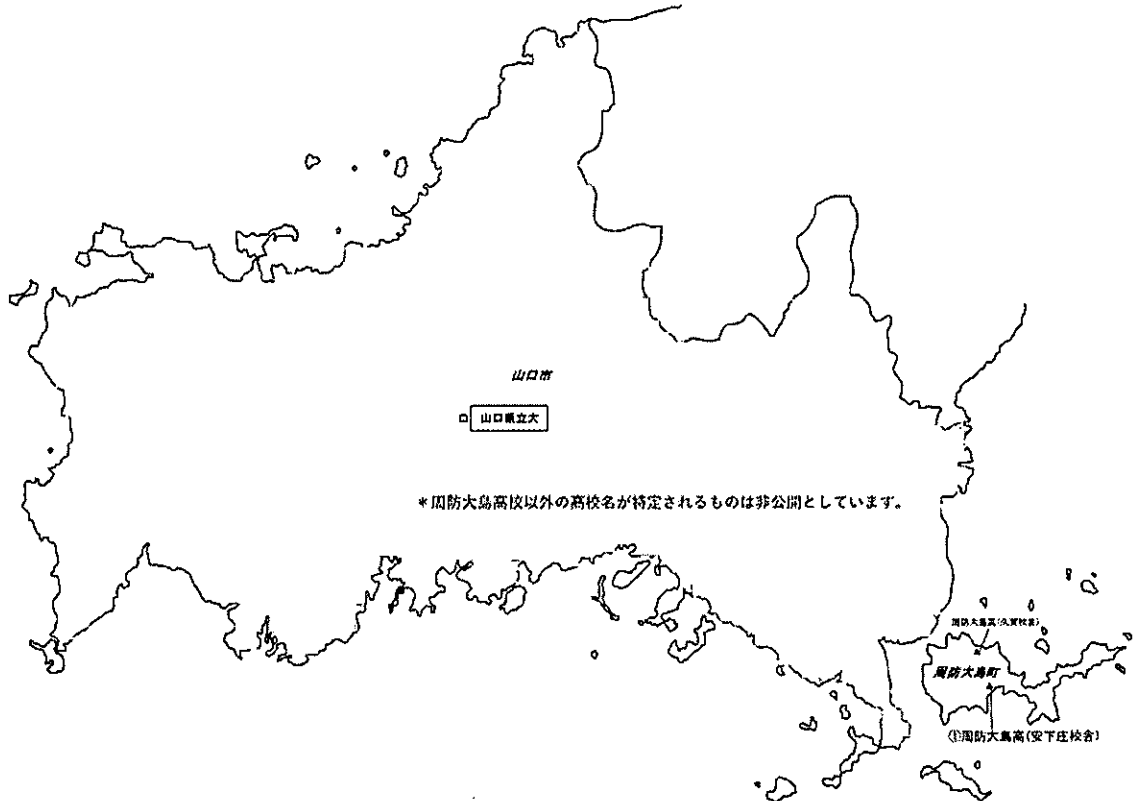 山口市
山口県立大
*周防大島高校以外の高校名が特定されるものは非公開としています。
周防大島高(久賀校舎)
周防大島町
①周防大島高(安下庄校舎)